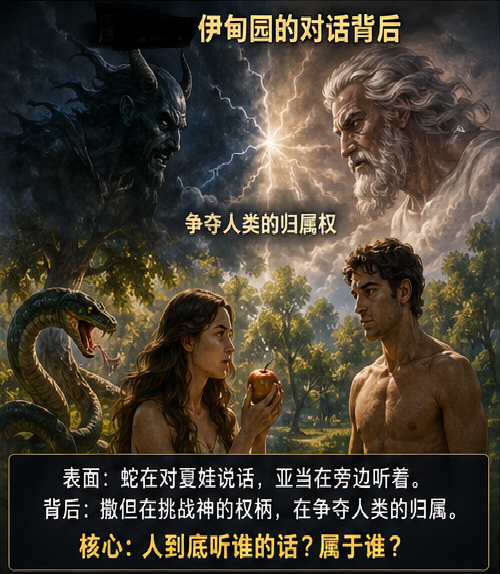 伊甸园的对话背后
争夺人类的归属权
表面：蛇在对夏娃说话，亚当在旁边听着。
背后：撒但在挑战神的权柄，在争夺人类的归属。
核心：人到底听谁的话？属于谁？